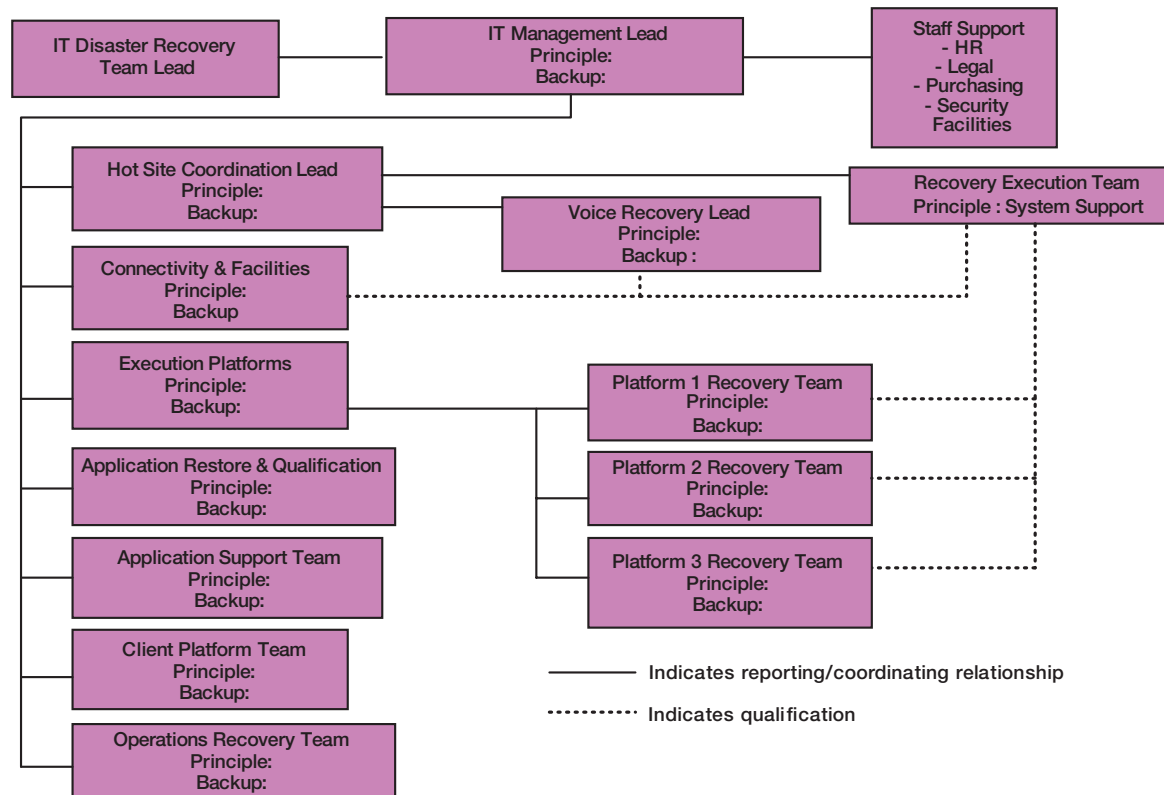 IT Disaster Recovery
Team Lead
IT Management Lead
Principle:
Backup:
Staff Support
- HR
- Legal
- Purchasing
- Security
Facilities
Hot Site Coordination Lead
Principle:
Backup:
Recovery Execution Team
Principle : System Support
Voice Recovery Lead
Principle:
Backup :
Connectivity & Facilities
Principle:
Backup
Execution Platforms
Principle:
Backup:
Platform 1 Recovery Team
Principle:
Backup:
Application Restore & Qualification
Principle:
Backup:
Platform 2 Recovery Team
Principle:
Backup:
Application Support Team
Principle:
Backup:
Platform 3 Recovery Team
Principle:
Backup:
Client Platform Team
Principle:
Backup:
Indicates reporting/coordinating relationship
Indicates qualification
Operations Recovery Team
Principle:
Backup: